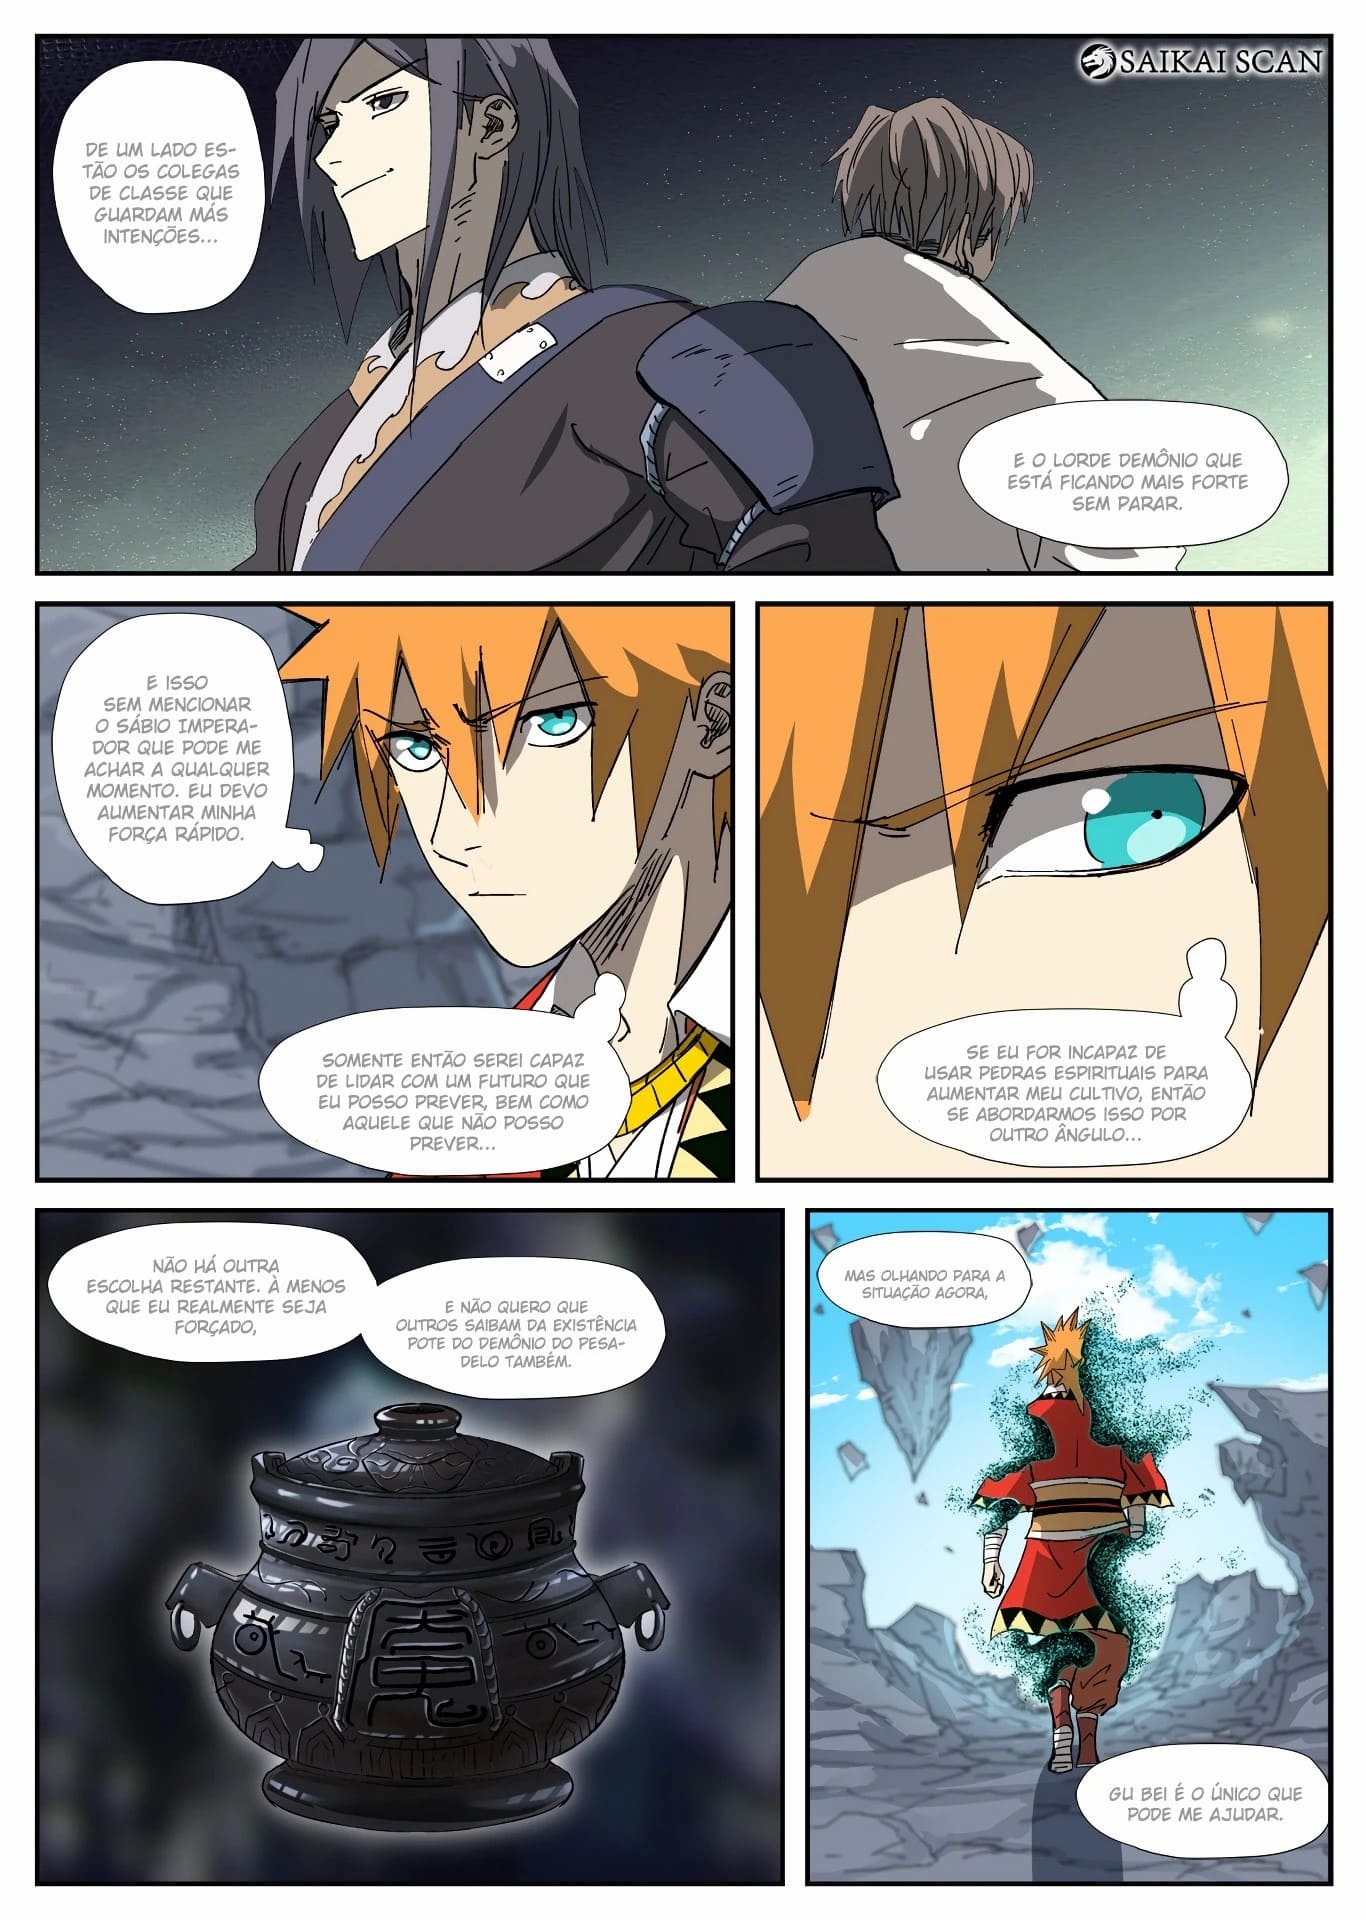 SAIKAI SCAN
DE UM LADO ES-
TÃO OS COLEGAS
DE CLASSE QUE
GUARDAM MÁS
INTENÇÕES...
E O LORDE DEMÔNIO QUE
ESTÁ FICANDO MAIS FORTE
SEM PARAR.
E ISSO
SEM MENCIONAR
O SÁBIO IMPERA-
DOR QUE PODE ME
ACHAR A QUALQUER
MOMENTO. EU DEVO
AUMENTAR MINHA
FORÇA RÁPIDO.
SOMENTE ENTÃO SEREI CAPAZ
DE LIDAR COM UM FUTURO QUE
EU POSSO PREVER, BEM COMO
AQUELE QUE NÃO POSSO
PREVER...
SE EU FOR INCAPAZ DE
USAR PEDRAS ESPIRITUAIS PARA
AUMENTAR MEU CULTIVO, ENTÃO
SE ABORDARMOS ISSO POR
OUTRO ÂNGULO...
NÃO HÁ OUTRA
ESCOLHA RESTANTE. À MENOS
QUE EU REALMENTE SEJA
FORÇADO,
E NÃO QUERO QUE
OUTROS SAIBAM DA EXISTÊNCIA
POTE DO DEMÔNIO DO PESA-
DELO TAMBÉM.
MAS OLHANDO PARA A
SITUAÇÃO AGORA,
GU BEI É O ÚNICO QUE
PODE ME AJUDAR.